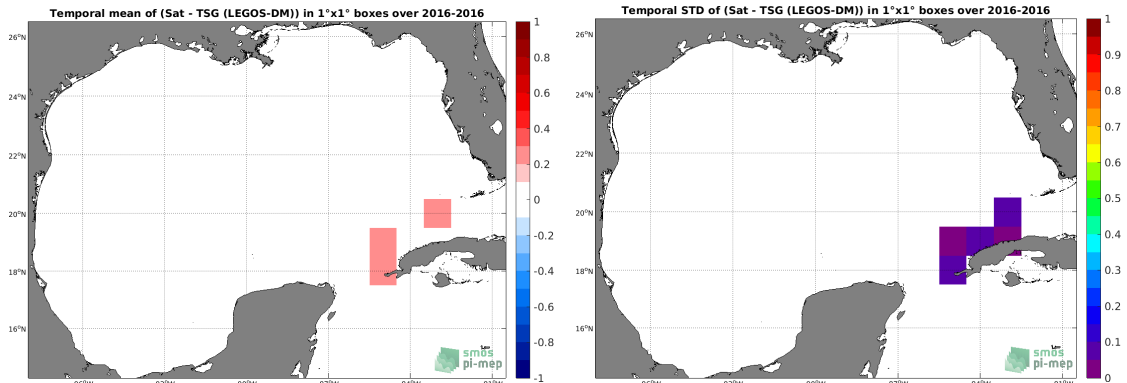 Temporal mean of (Sat - TSG (LEGOS-DM)) in 1°x1° boxes over 2016-2016
26°N
24°N
22°N
20°N
18°N
16°N
1
0.8
0.6
0.4
0.2
0
-0.2
-0.4
-0.6
-0.8
-1
smos
pi-mep
Temporal STD of (Sat - TSG (LEGOS-DM)) in 1°x1° boxes over 2016-2016
26°N
24°N
22°N
20°N
18°N
16°N
1
0.9
0.8
0.7
0.6
0.5
0.4
0.3
0.2
0.1
0
smos
pi-mep